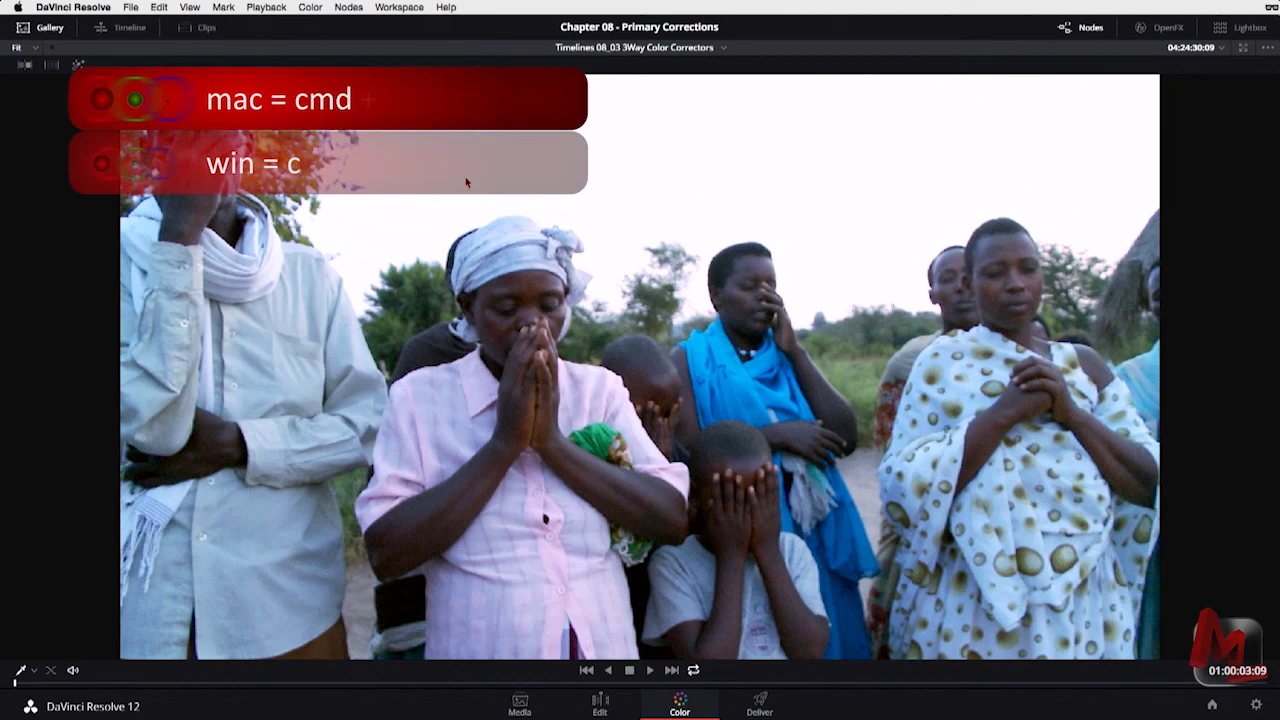 DaVinci Resolve File Edit View Mark Playback Color Nodes Workspace Help
Gallery Timeline Clips Chapter 08 - Primary Corrections Nodes OpenFX Lightbox
Fit Timelines 08_03 3Way Color Correctors 04:24:30:09
mac = cmd +
win = c
01:00:03:09
DaVinci Resolve 12 Media Edit Color Deliver